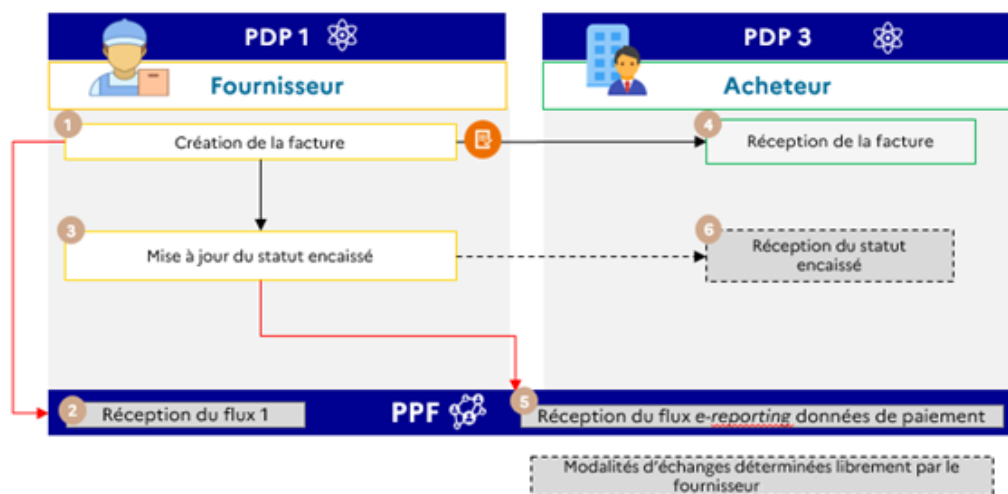 PDP 1
PDP 3
Fournisseur
Acheteur
1
Création de la facture
4
Réception de la facture
3
Mise à jour du statut encaissé
6
Réception du statut
encaissé
2
Réception du flux 1
PPF
5
Réception du flux e-reporting données de paiement
Modalités d'échanges déterminées librement par le
fournisseur